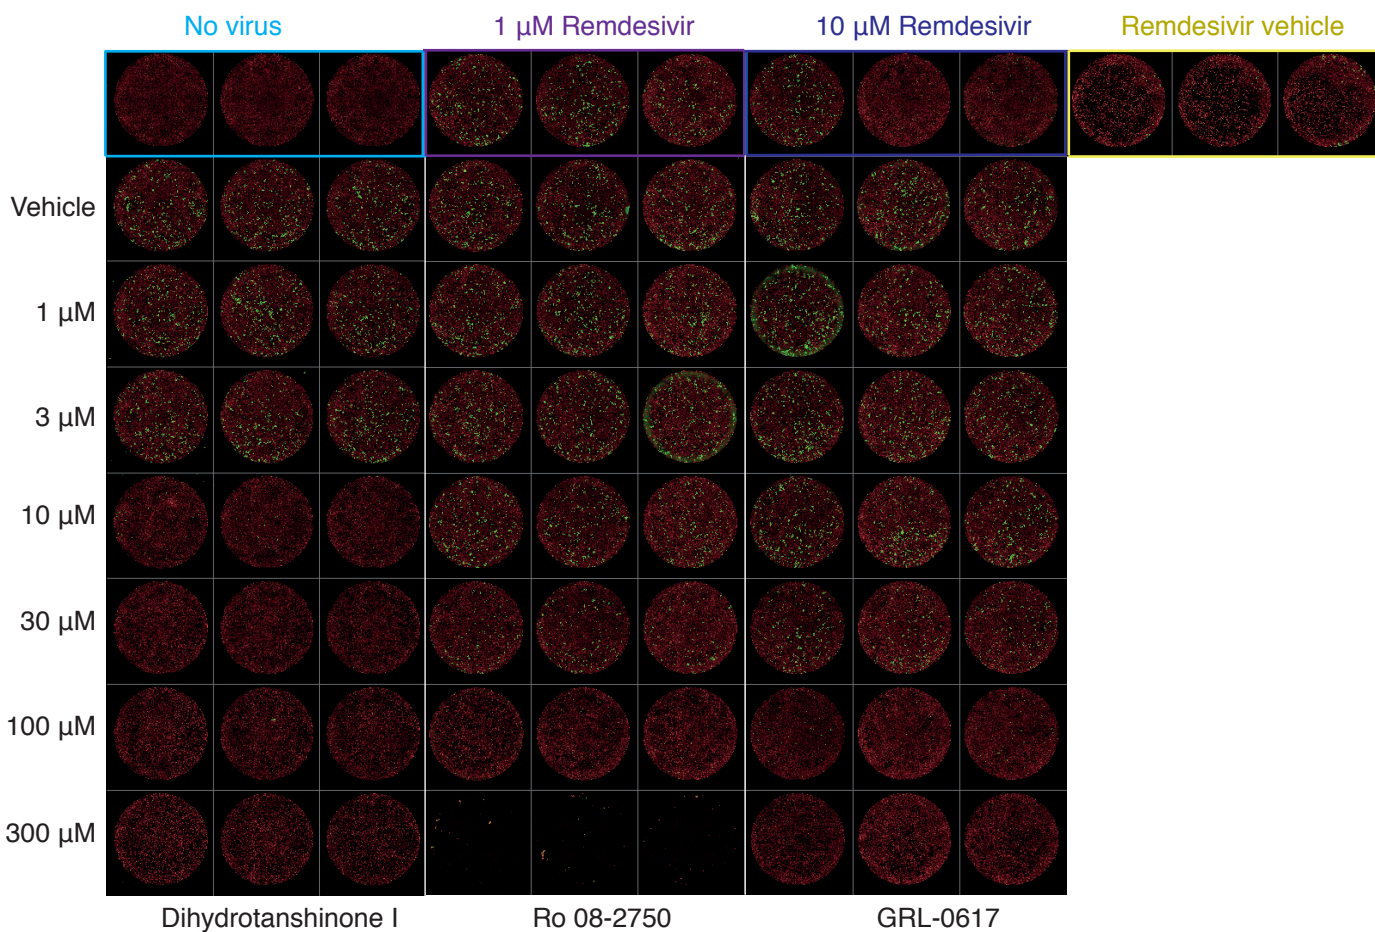 No virus
1 µM Remdesivir
10 µM Remdesivir
Remdesivir vehicle
Vehicle
1 µM
3 µM
10 µM
30 µM
100 µM
300 µM
Dihydrotanshinone I
Ro 08-2750
GRL-0617